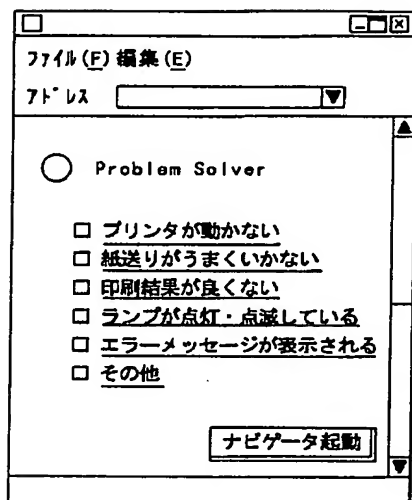 ファイル(F) 編集(E)
アドレス
Problem Solver
プリンタが動かない
紙送りがうまくいかない
印刷結果が良くない
ランプが点灯・点滅している
エラーメッセージが表示される
その他
ナビゲータ起動